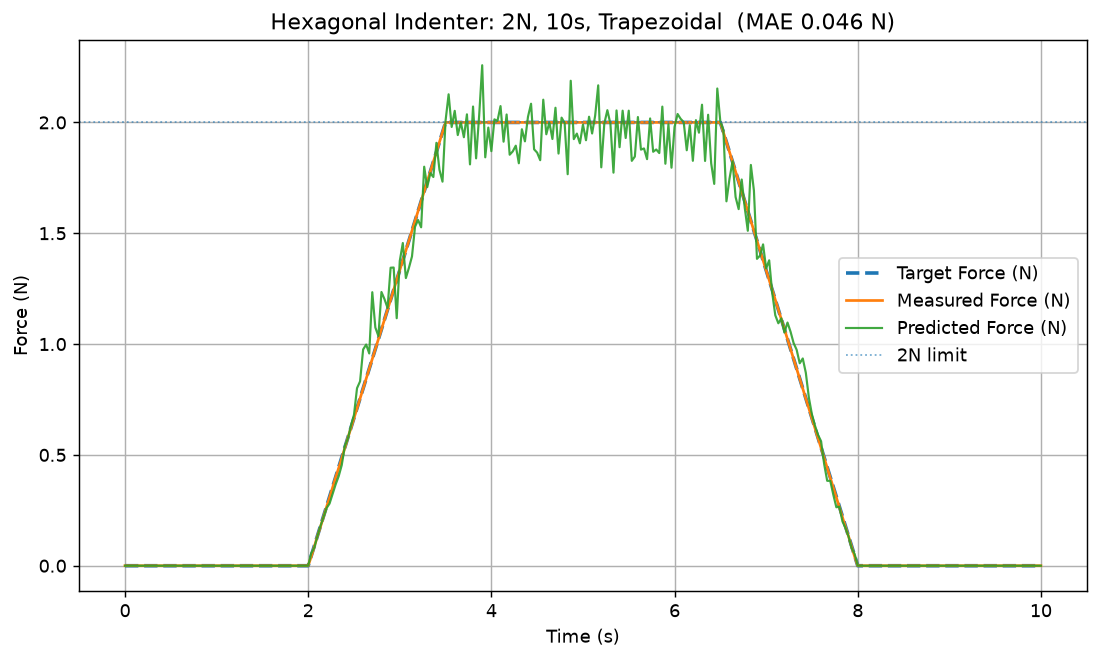 Hexagonal Indenter: 2N, 10s, Trapezoidal  (MAE 0.046 N)
Force (N)
2.0
1.5
1.0
0.5
0.0
Target Force (N)
Measured Force (N)
Predicted Force (N)
2N limit
0 2 4 6 8 10
Time (s)